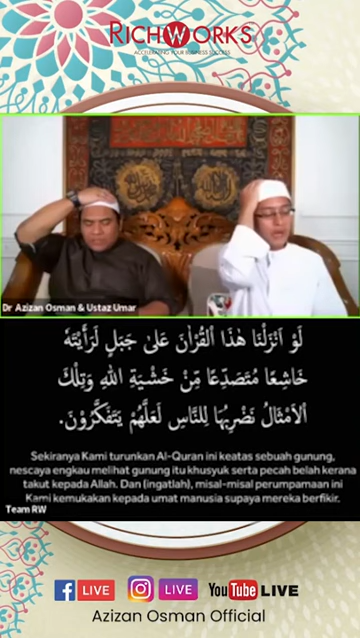 RICHWORKS
ACCELERATING YOUR BUSINESS SUCCESS
Dr Azizan Osman & Ustaz Umar
لَوْ اَنْزَلْنَا هٰذَا الْقُرْاٰنَ عَلٰى جَبَلٍ لَرَاَيْتَهٗ
خَاشِعًا مُتَصَدِّعًا مِنْ خَشْيَةِ اللّٰهِ وَتِلْكَ
الْاَمْثَالُ نَضْرِبُهَا لِلنَّاسِ لَعَلَّهُمْ يَتَفَكَّرُوْنَ.
Sekiranya Kami turunkan Al-Quran ini keatas sebuah gunung,
nescaya engkau melihat gunung itu khusyuk serta pecah belah kerana
takut kepada Allah. Dan (ingatlah), misal-misal perumpamaan ini
Kami kemukakan kepada umat manusia supaya mereka berfikir.
Team RW
f LIVE LIVE YouTube LIVE
Azizan Osman Official